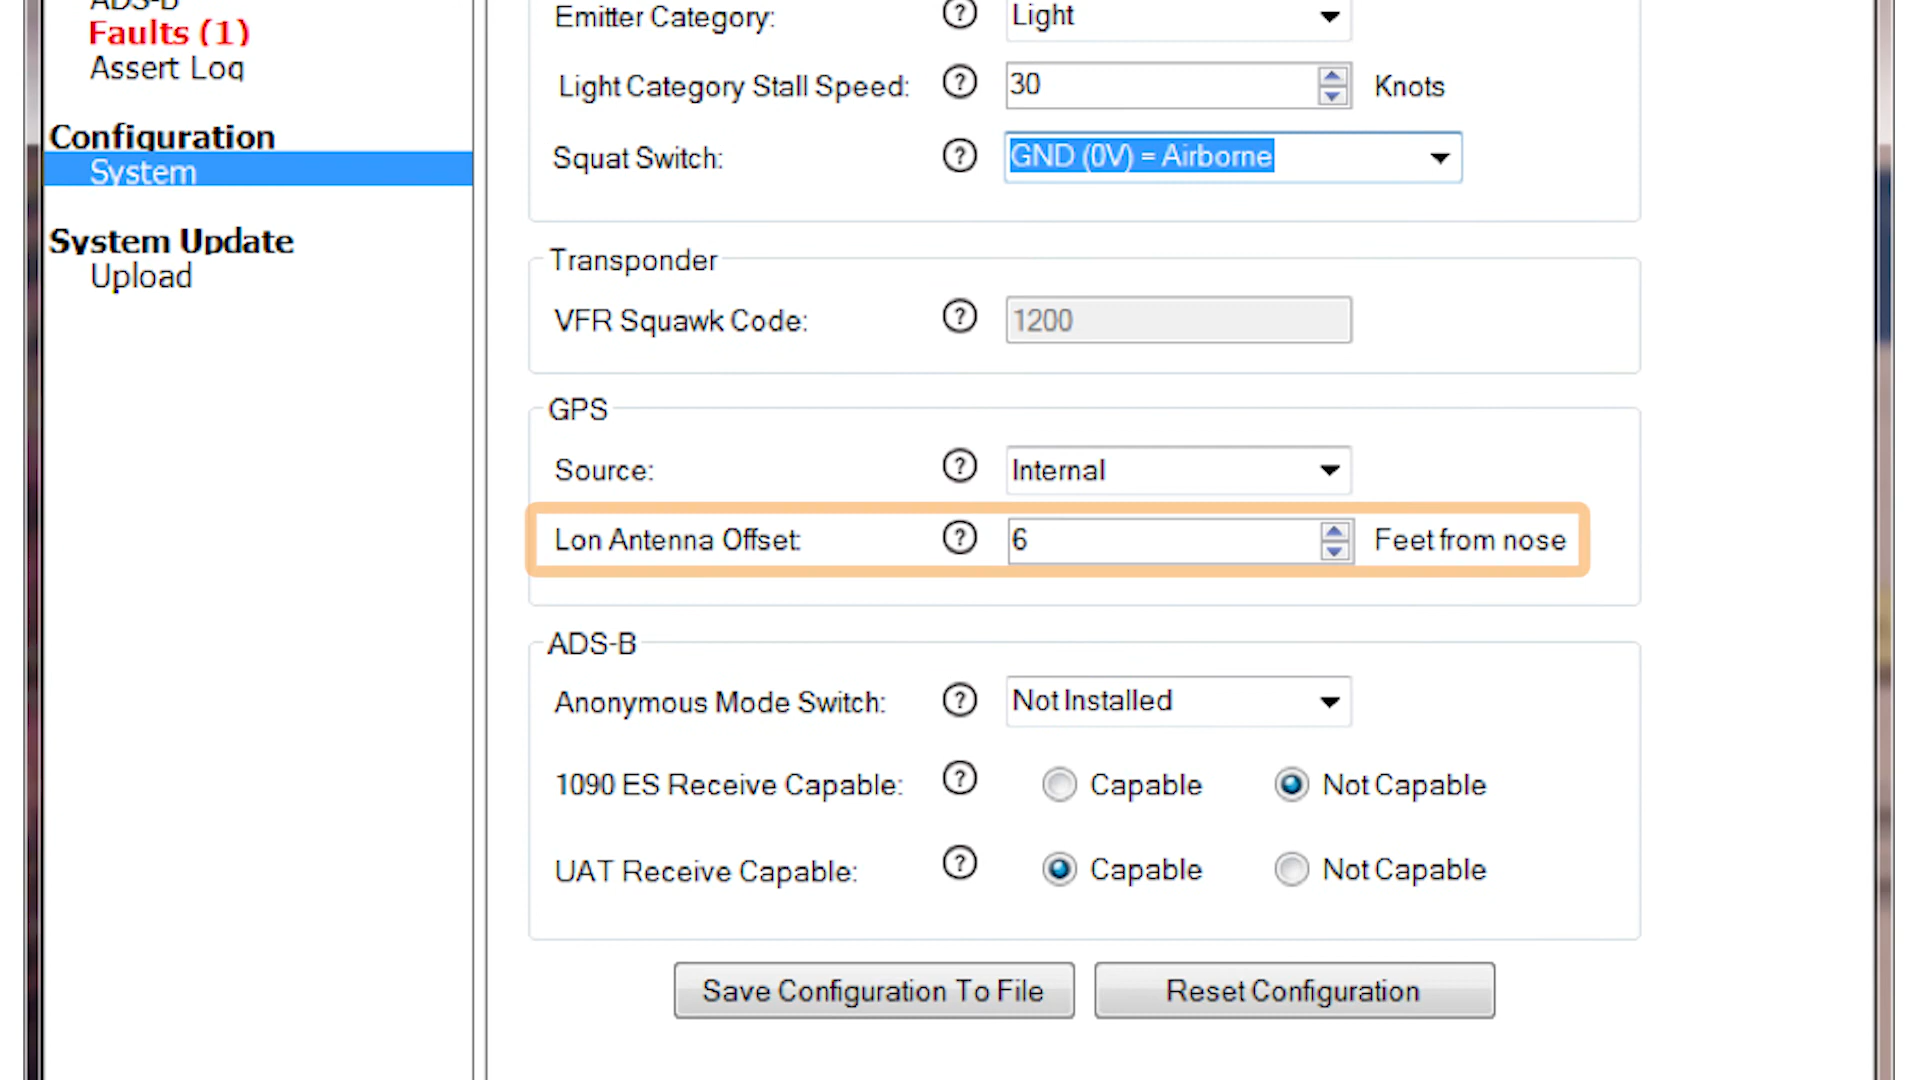 ADS-B
Faults (1)
Assert Log
Configuration
System
System Update
Upload
Emitter Category: ? Light
Light Category Stall Speed: ? 30 Knots
Squat Switch: ? GND (0V) = Airborne
Transponder
VFR Squawk Code: ? 1200
GPS
Source: ? Internal
Lon Antenna Offset: ? 6 Feet from nose
ADS-B
Anonymous Mode Switch: ? Not Installed
1090 ES Receive Capable: ? Capable Not Capable
UAT Receive Capable: ? Capable Not Capable
Save Configuration To File Reset Configuration